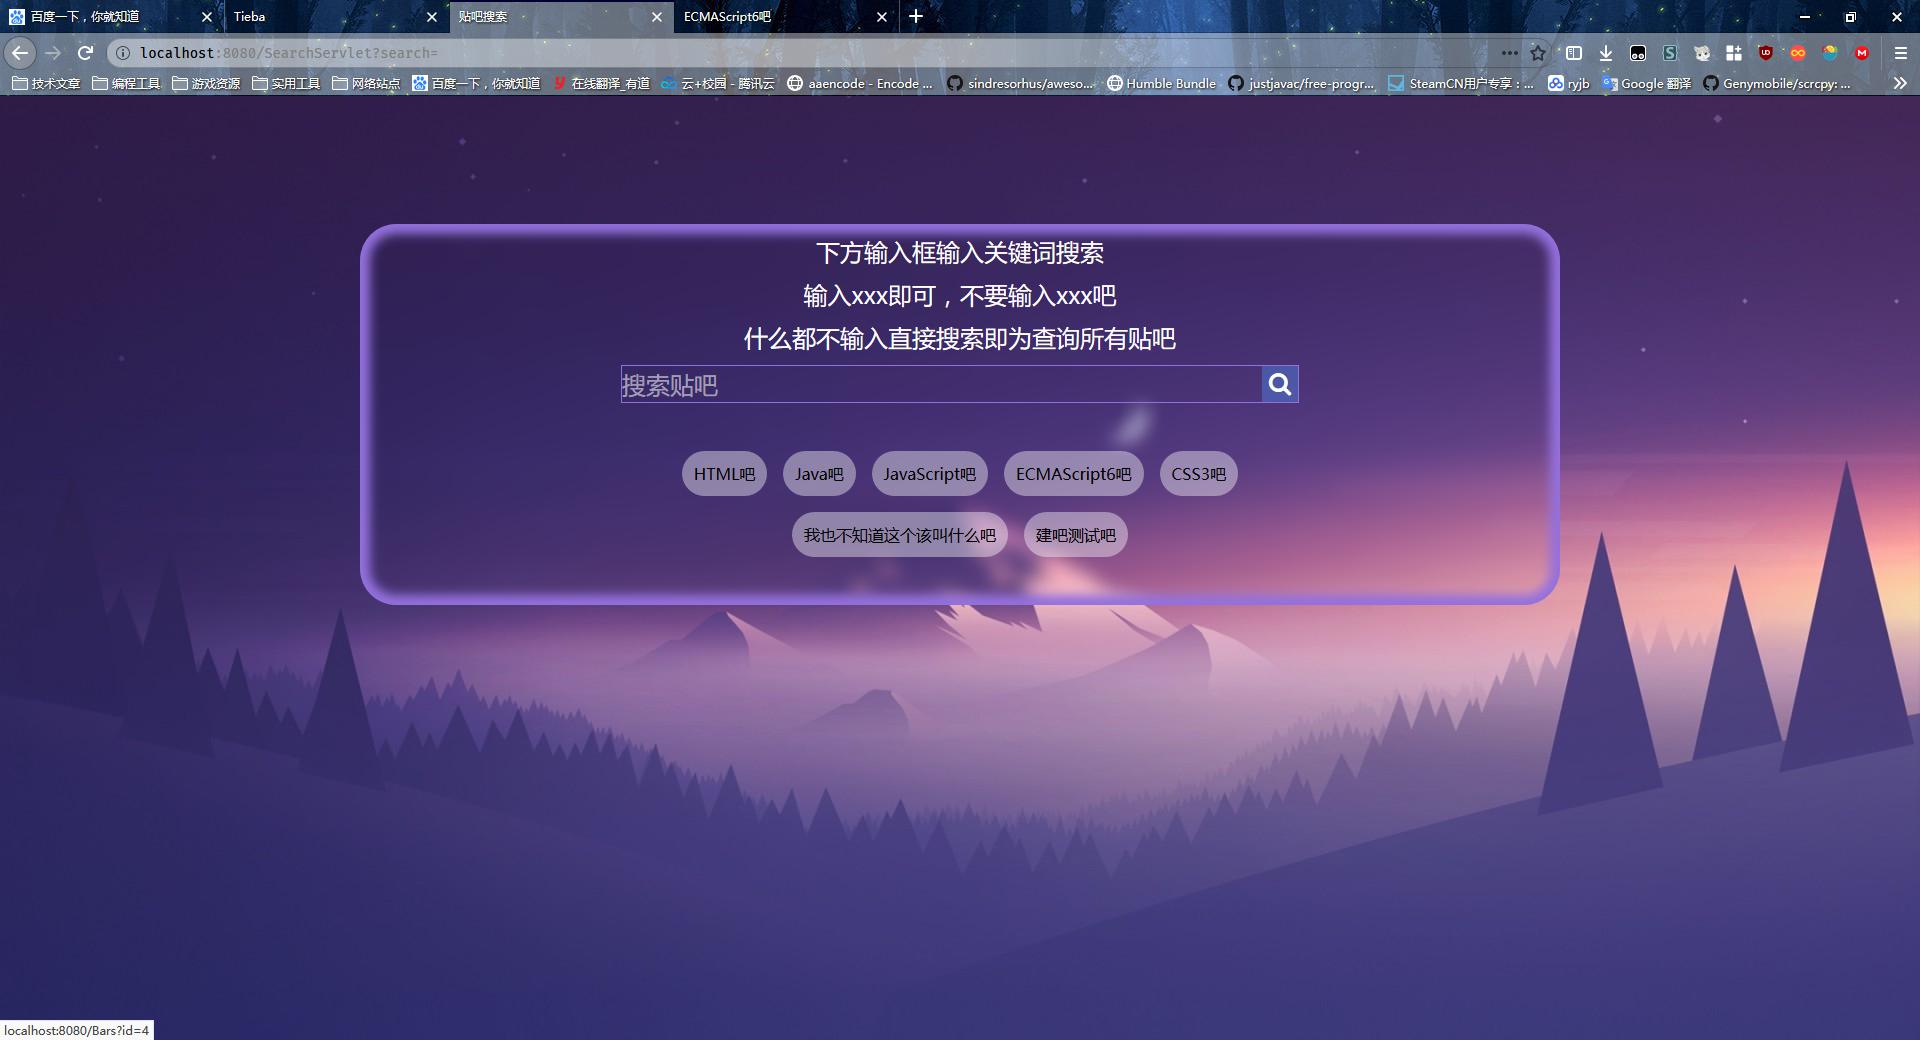 百度一下，你就知道
Tieba
贴吧搜索
ECMAScript6吧
localhost:8080/SearchServlet?search=
技术文章 编程工具 游戏资源 实用工具 网络站点 百度一下，你就知道 在线翻译_有道 云+校园 - 腾讯云 aaencode - Encode ... sindresorhus/aweso... Humble Bundle justjavac/free-progr... SteamCN用户专享：... ryjb Google 翻译 Genymobile/scrcpy: ...
下方输入框输入关键词搜索
输入xxx即可，不要输入xxx吧
什么都不输入直接搜索即为查询所有贴吧
搜索贴吧
HTML吧 Java吧 JavaScript吧 ECMAScript6吧 CSS3吧
我也不知道这个该叫什么吧 建吧测试吧
localhost:8080/Bars?id=4